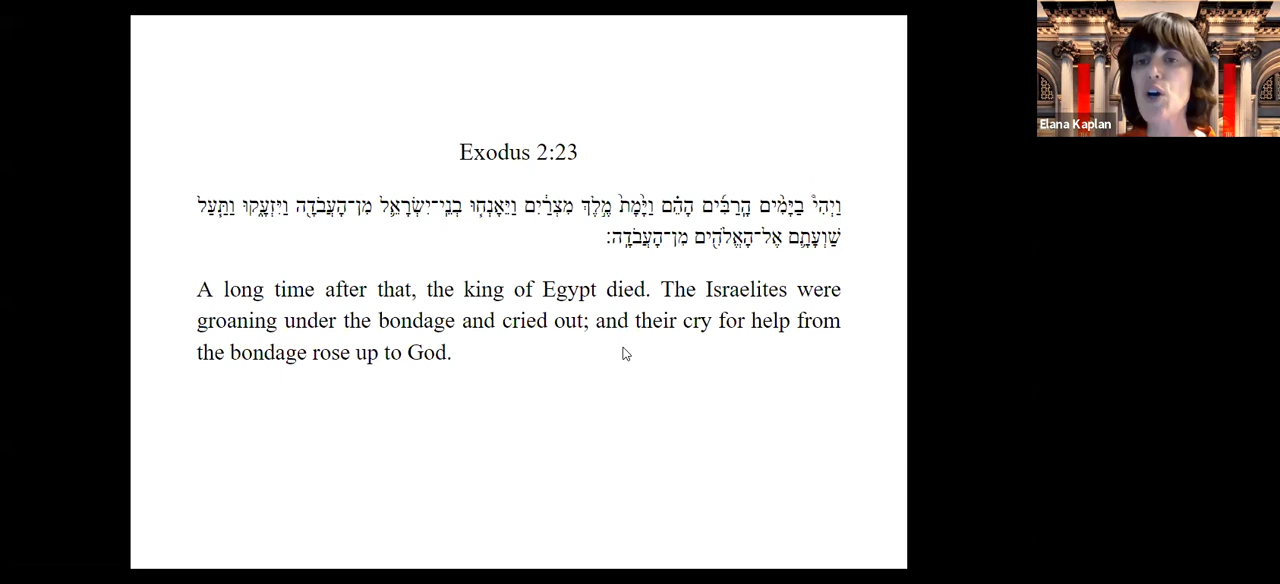 Exodus 2:23
וַיְהִי֩ בַיָּמִ֨ים הָֽרַבִּ֜ים הָהֵ֗ם וַיָּ֙מׇת֙ מֶ֣לֶךְ מִצְרַ֔יִם וַיֵּאָנְח֧וּ בְנֵֽי־יִשְׂרָאֵ֛ל מִן־הָעֲבֹדָ֖ה וַיִּזְעָ֑קוּ וַתַּ֧עַל
שַׁוְעָתָ֛ם אֶל־הָאֱלֹהִ֖ים מִן־הָעֲבֹדָֽה׃
A long time after that, the king of Egypt died. The Israelites were
groaning under the bondage and cried out; and their cry for help from
the bondage rose up to God.
Elana Kaplan